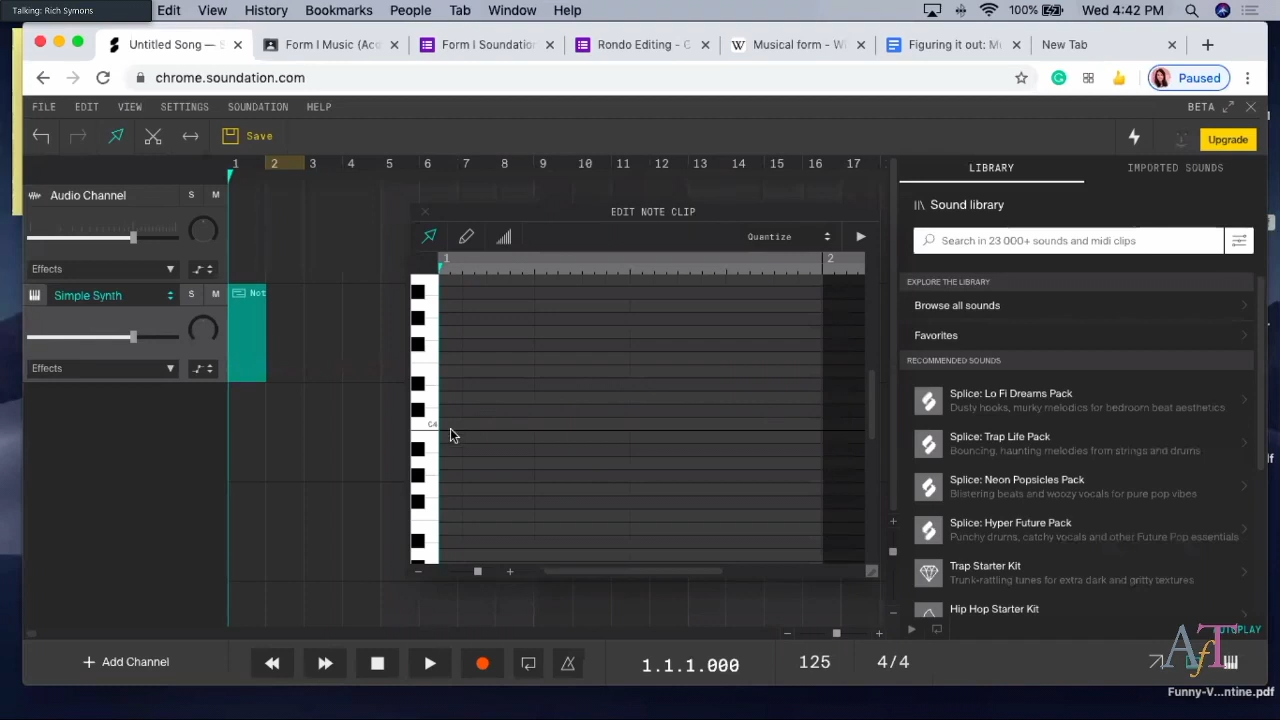 Talking: Rich Symons
Edit View History Bookmarks People Tab Window Help
100% Wed 4:42 PM
Untitled Song — S
Form I Music (Acc
Form I Soundation
Rondo Editing - G
Musical form - Wi
Figuring it out: Mu
New Tab
chrome.soundation.com
Paused
FILE EDIT VIEW SETTINGS SOUNDATION HELP
BETA
Save
Upgrade
1 2 3 4 5 6 7 8 9 10 11 12 13 14 15 16 17
LIBRARY IMPORTED SOUNDS
Audio Channel S M
Effects
Simple Synth S M
Not
Effects
EDIT NOTE CLIP
Quantize
1 2
C4
Sound library
Search in 23 000+ sounds and midi clips
EXPLORE THE LIBRARY
Browse all sounds
Favorites
RECOMMENDED SOUNDS
Splice: Lo Fi Dreams Pack
Dusty hooks, murky melodics for bedroom beat aesthetics
Splice: Trap Life Pack
Bouncing, haunting melodies from strings and drums
Splice: Neon Popsicles Pack
Blistering beats and woozy vocals for pure pop vibes
Splice: Hyper Future Pack
Punchy drums, catchy vocals and other Future Pop essentials
Trap Starter Kit
Trunk-rattling tunes for extra dark and gritty textures
Hip Hop Starter Kit
Add Channel
1.1.1.000
125
4/4
AfT
Funny-V...ntine.pdf